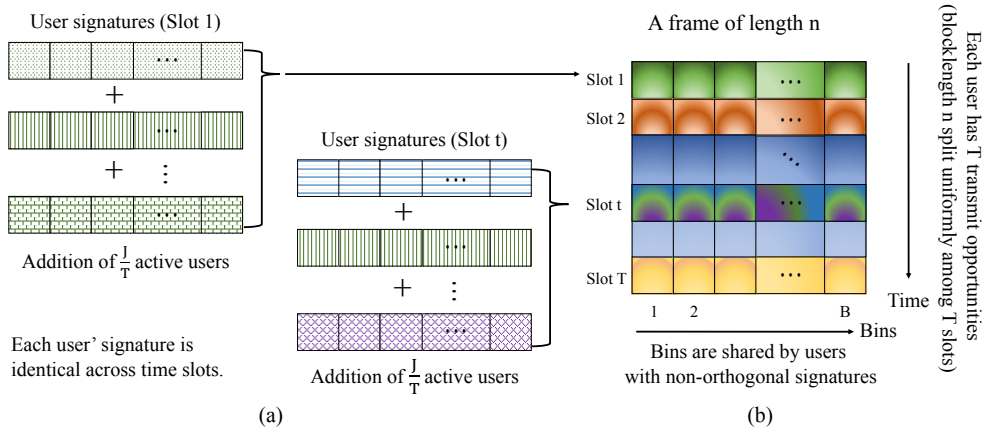 User signatures (Slot 1)
...
+
...
+
...
Addition of J/T active users
Each user' signature is
identical across time slots.
User signatures (Slot t)
...
+
...
+
...
Addition of J/T active users
(a)
A frame of length n
Slot 1
Slot 2
Slot t
Slot T
1
2
B
Bins
Time
Bins are shared by users
with non-orthogonal signatures
(b)
Each user has T transmit opportunities
(blocklength n split uniformly among T slots)